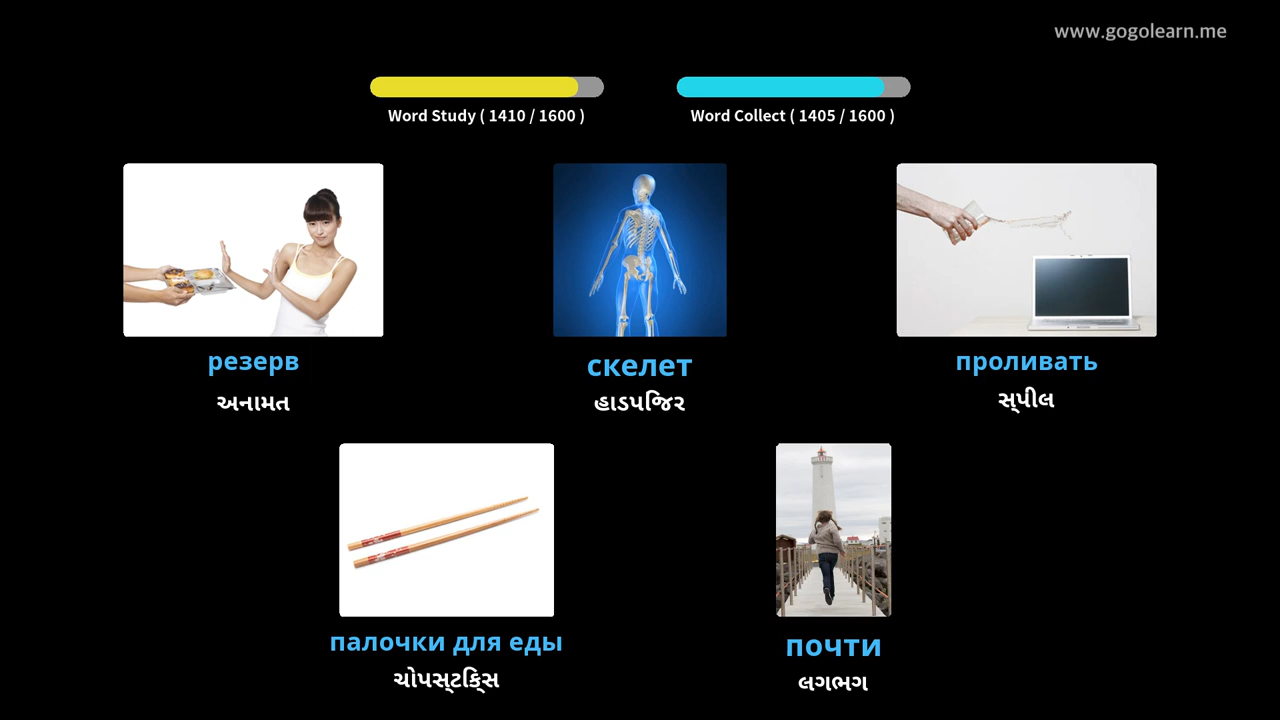 www.gogolearn.me
Word Study ( 1410 / 1600 )
Word Collect ( 1405 / 1600 )
резерв
скелет
проливать
અનામત
હાડપજિંર
સ્પીલ
палочки для еды
почти
ચોપસ્ટકિ્સ
લગભગ